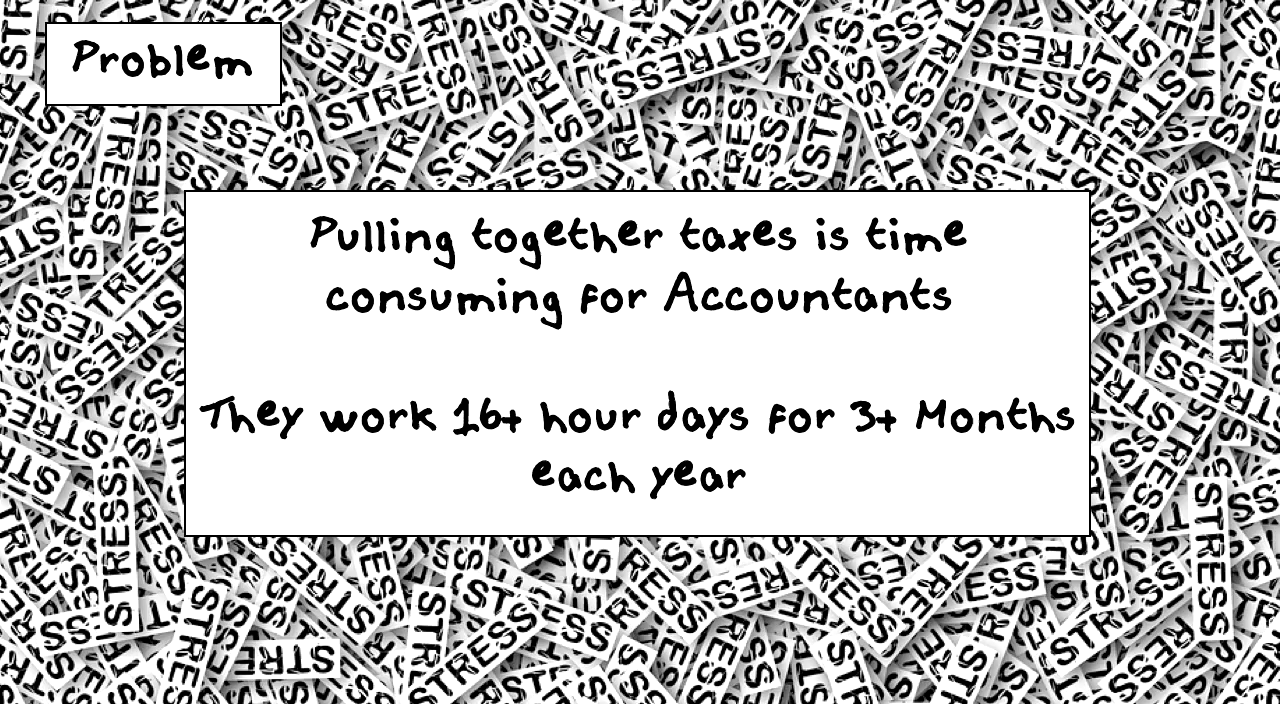 Problem
Pulling together taxes is time
consuming for Accountants
They work 16+ hour days for 3+ Months
each year
STRESS